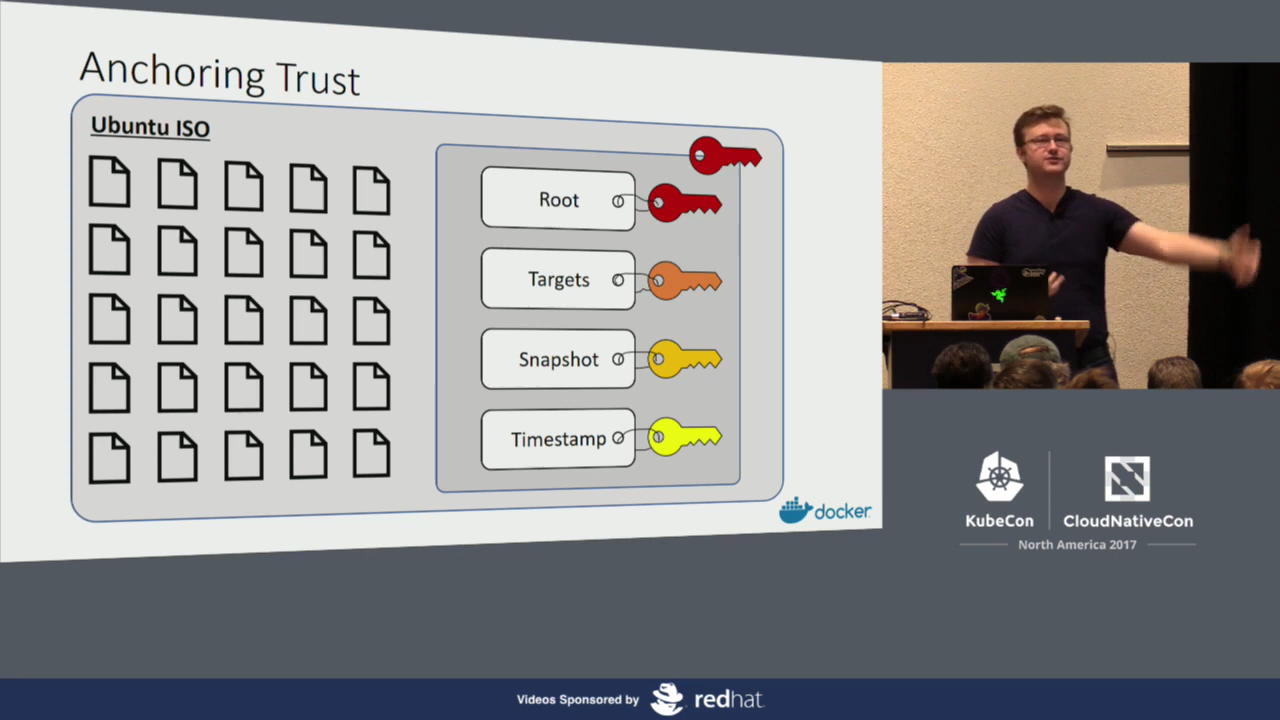 Anchoring Trust
Ubuntu ISO
Root
Targets
Snapshot
Timestamp
docker
KubeCon
CloudNativeCon
North America 2017
Videos Sponsored by
redhat